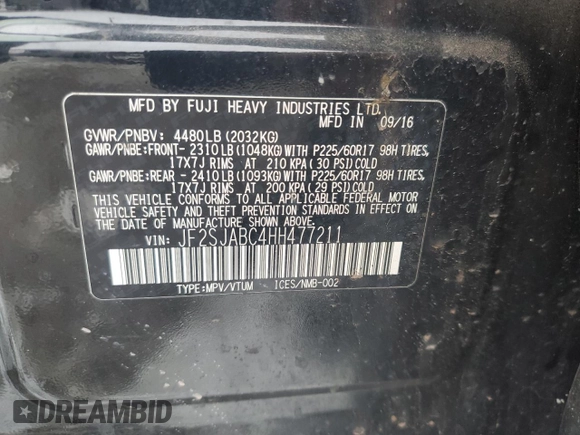 MFD BY FUJI HEAVY INDUSTRIES LTD.
MFD IN 09/16
GVWR/PNBV: 4480LB(2032KG)
GAWR/PNBE:FRONT- 2310LB(1048KG)WITH P225/60R17 98H TIRES,
17X7J RIMS AT 210 KPA(30 PSI)COLD
GAWR/PNBE:REAR - 2410LB(1093KG)WITH P225/60R17 98H TIRES,
17X7J RIMS AT 200 KPA(29 PSI)COLD
THIS VEHICLE CONFORMS TO ALL APPLICABLE FEDERAL MOTOR
VEHICLE SAFETY AND THEFT PREVENTION STANDARDS IN EFFECT ON
THE DATE OF MANUFACTURE SHOWN ABOVE.
VIN: JF2SJABC4HH477211
TYPE:MPV/VTUM ICES/NMB-002
DREAMBID